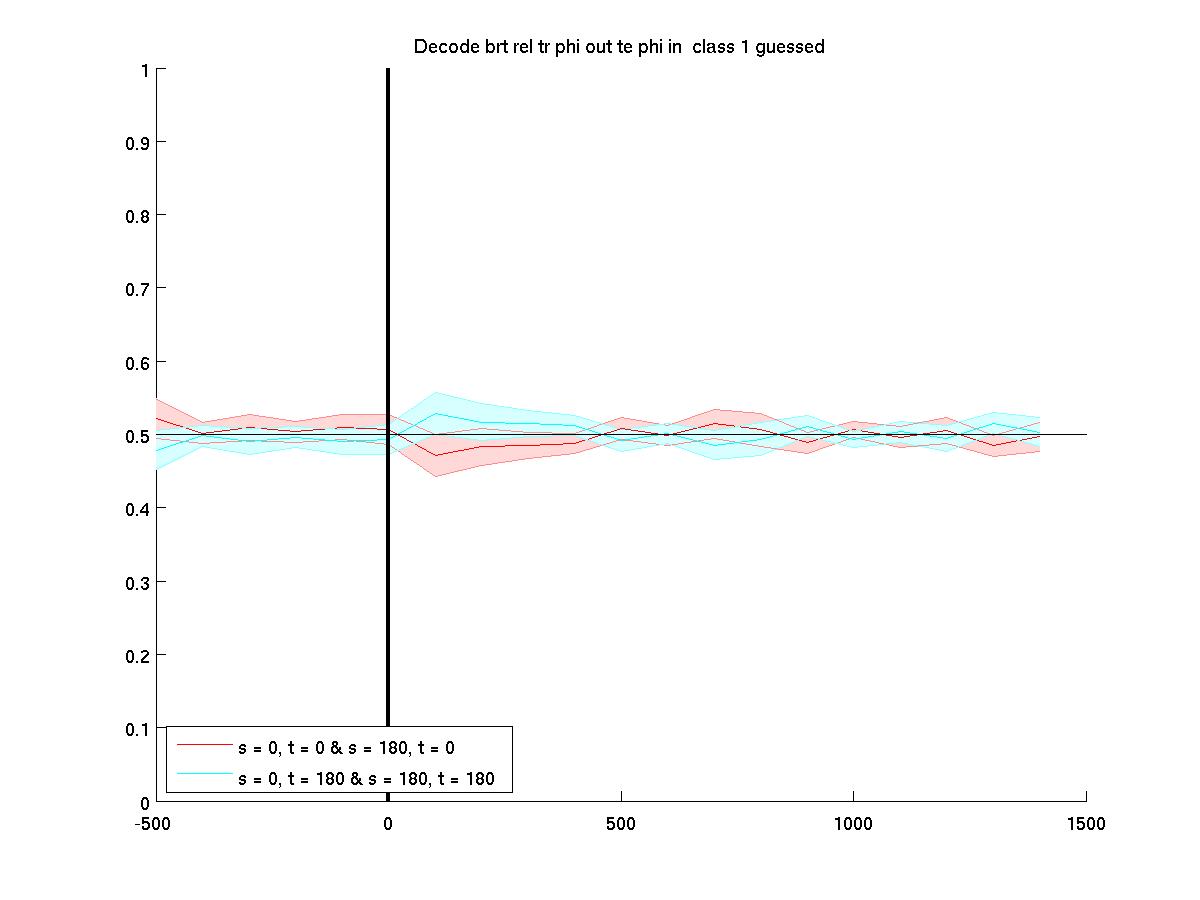 Decode brt rel tr phi out te phi in  class 1 guessed
1
0.9
0.8
0.7
0.6
0.5
0.4
0.3
0.2
0.1
0
s = 0, t = 0 & s = 180, t = 0
s = 0, t = 180 & s = 180, t = 180
-500 0 500 1000 1500